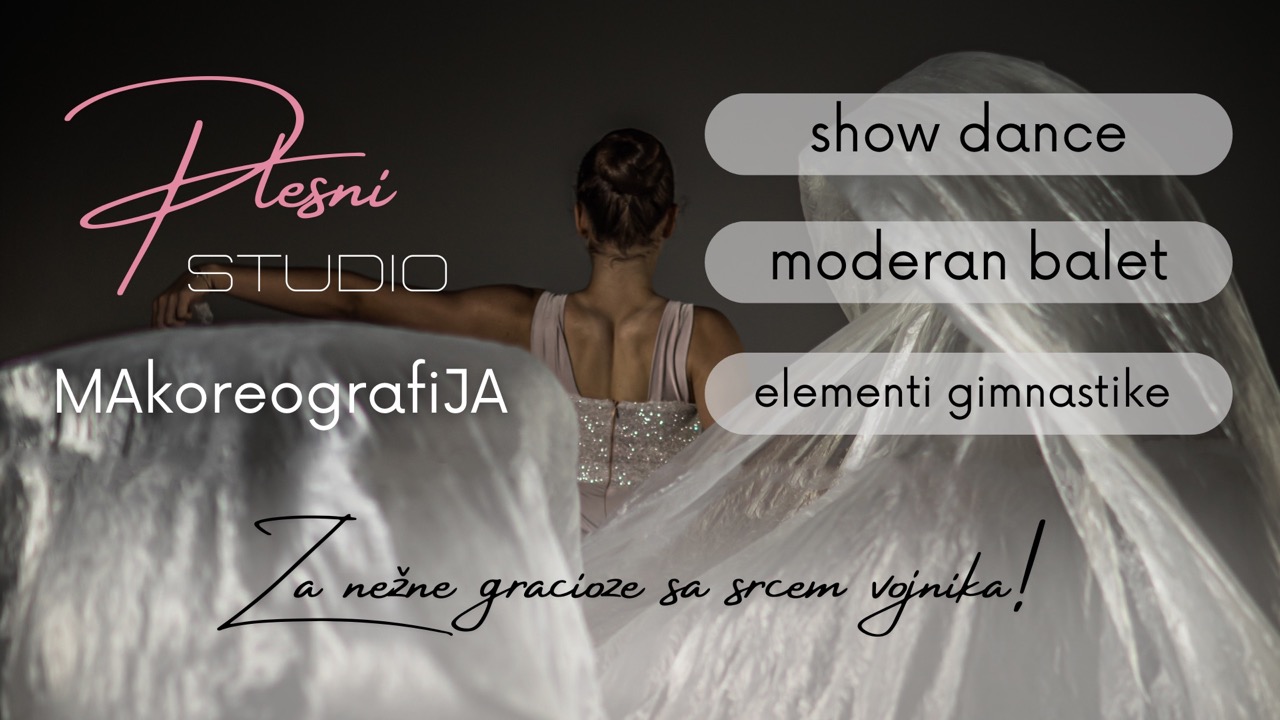 Plesni
STUDIO
MAkoreografiJA
show dance
moderan balet
elementi gimnastike
Za nežne gracioze sa srcem vojnika!